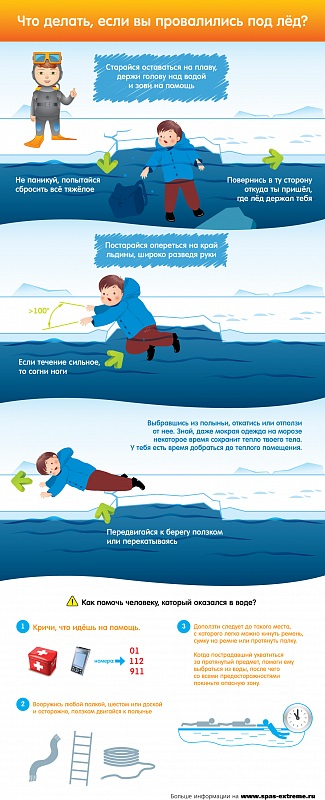 Что делать, если вы провалились под лёд?
Старайся оставаться на плаву,
держи голову над водой
и зови на помощь
Не паникуй, попытайся
сбросить всё тяжёлое
Повернись в ту сторону
откуда ты пришёл,
где лёд держал тебя
Постарайся опереться на край
льдины, широко разведя руки
>100°
Если течение сильное,
то согни ноги
Выбравшись из полыньи, откатись или отползи
от нее. Знай, даже мокрая одежда на морозе
некоторое время сохранит тепло твоего тела.
У тебя есть время добраться до теплого помещения.
Передвигайся к берегу ползком
или перекатываясь
Как помочь человеку, который оказался в воде?
1 Кричи, что идёшь на помощь.
номера
01
112
911
2 Вооружись любой палкой, шестом или доской
и осторожно, ползком двигайся к полынье
3 Доползти следует до такого места,
с которого легко можно кинуть ремень,
сумку на ремне или протянуть палку.
Когда пострадавший ухватиться
за протянутый предмет, помоги ему
выбраться из воды, после чего
со всеми предосторожностями
покиньте опасную зону.
Больше информации на www.spas-extreme.ru